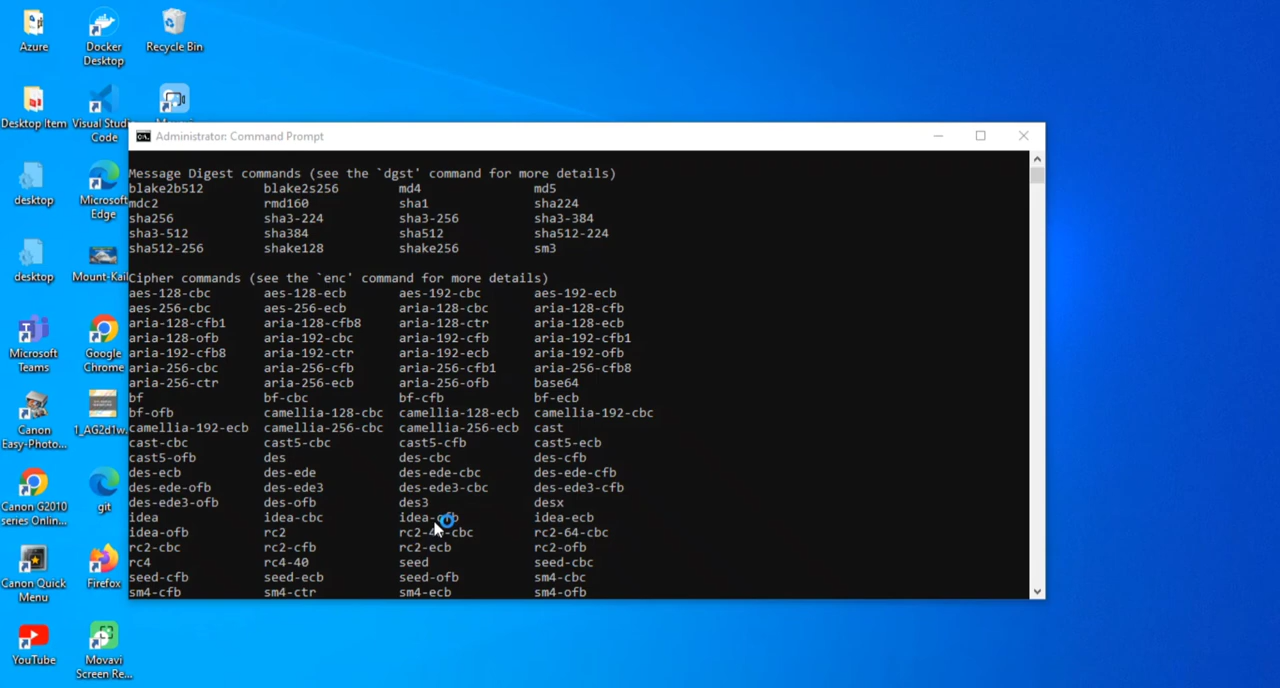 Azure
Docker
Desktop
Recycle Bin
Desktop Item
Visual Studi
Code
Administrator: Command Prompt
desktop
Microsoft
Edge
desktop
Mount-Kail
Microsoft
Teams
Google
Chrome
Canon
Easy-Photo...
1_AG2d1w.
Canon G2010
series Onlin...
git
Canon Quick
Menu
Firefox
YouTube
Movavi
Screen Re...
Message Digest commands (see the `dgst' command for more details)
blake2b512 blake2s256 md4 md5
mdc2 rmd160 sha1 sha224
sha256 sha3-224 sha3-256 sha3-384
sha3-512 sha384 sha512 sha512-224
sha512-256 shake128 shake256 sm3
Cipher commands (see the `enc' command for more details)
aes-128-cbc aes-128-ecb aes-192-cbc aes-192-ecb
aes-256-cbc aes-256-ecb aria-128-cbc aria-128-cfb
aria-128-cfb1 aria-128-cfb8 aria-128-ctr aria-128-ecb
aria-128-ofb aria-192-cbc aria-192-cfb aria-192-cfb1
aria-192-cfb8 aria-192-ctr aria-192-ecb aria-192-ofb
aria-256-cbc aria-256-cfb aria-256-cfb1 aria-256-cfb8
aria-256-ctr aria-256-ecb aria-256-ofb base64
bf bf-cbc bf-cfb bf-ecb
bf-ofb camellia-128-cbc camellia-128-ecb camellia-192-cbc
camellia-192-ecb camellia-256-cbc camellia-256-ecb cast
cast-cbc cast5-cbc cast5-cfb cast5-ecb
cast5-ofb des des-cbc des-cfb
des-ecb des-ede des-ede-cbc des-ede-cfb
des-ede-ofb des-ede3 des-ede3-cbc des-ede3-cfb
des-ede3-ofb des-ofb des3 desx
idea idea-cbc idea-cfb idea-ecb
idea-ofb rc2 rc2-40-cbc rc2-64-cbc
rc2-cbc rc2-cfb rc2-ecb rc2-ofb
rc4 rc4-40 seed seed-cbc
seed-cfb seed-ecb seed-ofb sm4-cbc
sm4-cfb sm4-ctr sm4-ecb sm4-ofb